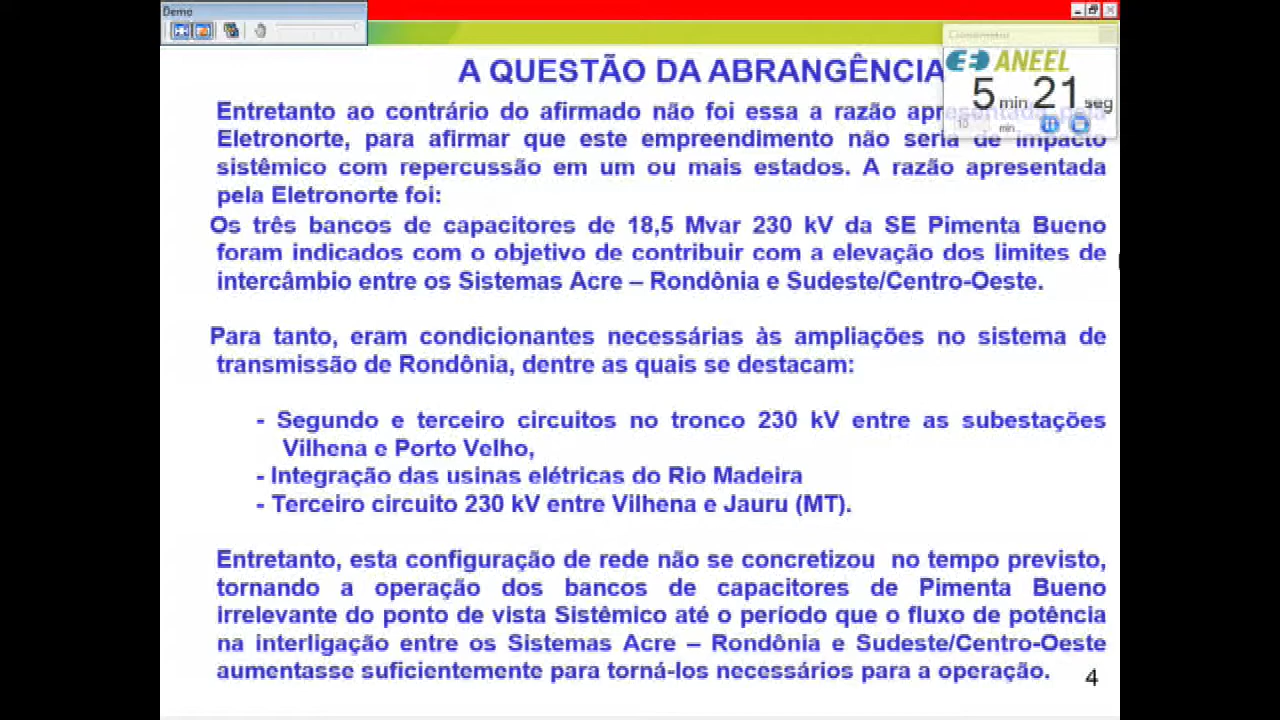 Demo
Cronômetro
ANEEL
5 min 21 seg
10 min.
A QUESTÃO DA ABRANGÊNCIA
Entretanto ao contrário do afirmado não foi essa a razão apresentada pela
Eletronorte, para afirmar que este empreendimento não seria de impacto
sistêmico com repercussão em um ou mais estados. A razão apresentada
pela Eletronorte foi:
Os três bancos de capacitores de 18,5 Mvar 230 kV da SE Pimenta Bueno
foram indicados com o objetivo de contribuir com a elevação dos limites de
intercâmbio entre os Sistemas Acre – Rondônia e Sudeste/Centro-Oeste.
Para tanto, eram condicionantes necessárias às ampliações no sistema de
transmissão de Rondônia, dentre as quais se destacam:
- Segundo e terceiro circuitos no tronco 230 kV entre as subestações
Vilhena e Porto Velho,
- Integração das usinas elétricas do Rio Madeira
- Terceiro circuito 230 kV entre Vilhena e Jauru (MT).
Entretanto, esta configuração de rede não se concretizou no tempo previsto,
tornando a operação dos bancos de capacitores de Pimenta Bueno
irrelevante do ponto de vista Sistêmico até o período que o fluxo de potência
na interligação entre os Sistemas Acre – Rondônia e Sudeste/Centro-Oeste
aumentasse suficientemente para torná-los necessários para a operação.
4